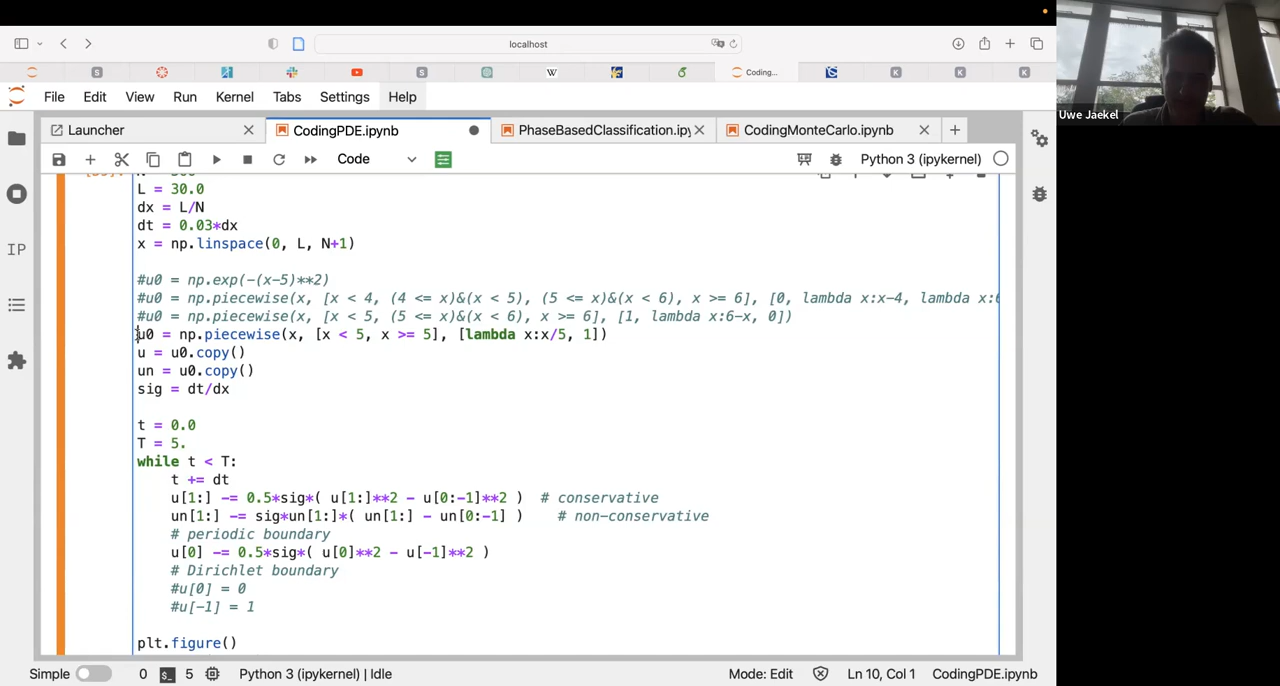 localhost
S
S
W
S
Coding...
K
K
K
File Edit View Run Kernel Tabs Settings Help
Uwe Jaekel
Launcher
CodingPDE.ipynb
PhaseBasedClassification.ipy
CodingMonteCarlo.ipynb
Code
Python 3 (ipykernel)
IP
L = 30.0
dx = L/N
dt = 0.03*dx
x = np.linspace(0, L, N+1)
#u0 = np.exp(-(x-5)**2)
#u0 = np.piecewise(x, [x < 4, (4 <= x)&(x < 5), (5 <= x)&(x < 6), x >= 6], [0, lambda x:x-4, lambda x:6
#u0 = np.piecewise(x, [x < 5, (5 <= x)&(x < 6), x >= 6], [1, lambda x:6-x, 0])
u0 = np.piecewise(x, [x < 5, x >= 5], [lambda x:x/5, 1])
u = u0.copy()
un = u0.copy()
sig = dt/dx
t = 0.0
T = 5.
while t < T:
t += dt
u[1:] -= 0.5*sig*( u[1:]**2 - u[0:-1]**2 ) # conservative
un[1:] -= sig*un[1:]*( un[1:] - un[0:-1] ) # non-conservative
# periodic boundary
u[0] -= 0.5*sig*( u[0]**2 - u[-1]**2 )
# Dirichlet boundary
#u[0] = 0
#u[-1] = 1
plt.figure()
Simple 0 5 Python 3 (ipykernel) | Idle Mode: Edit Ln 10, Col 1 CodingPDE.ipynb